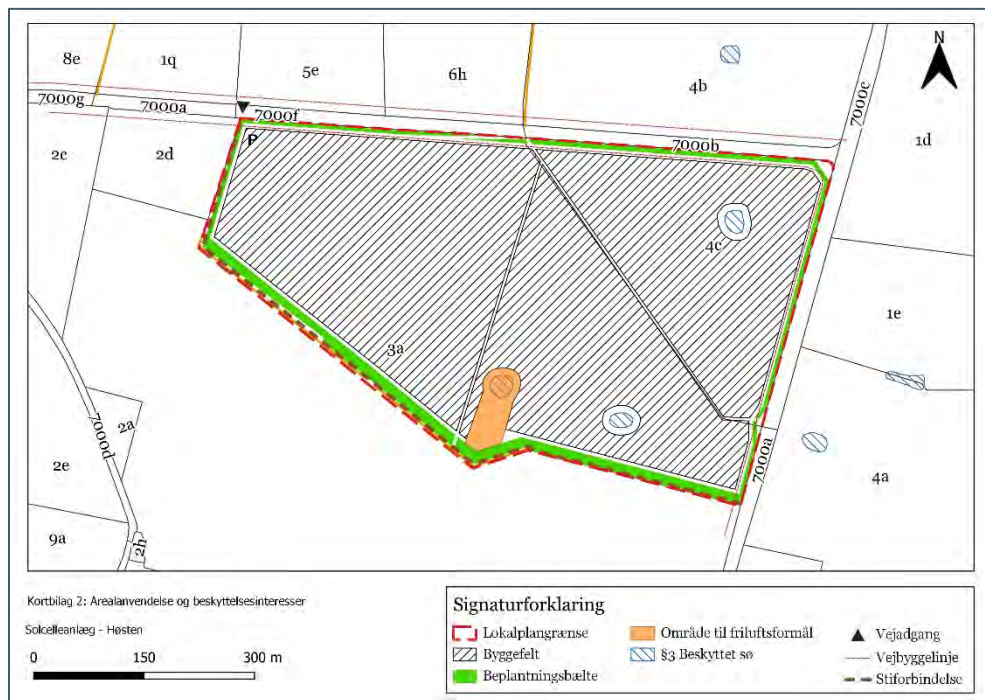 N
8e
1q
5e
6h
4b
7000c
7000g
7000a
7000f
7000b
1d
2c
2d
P
4c
1e
3a
7000d
2a
7000a
2e
4a
9a
2h
Kortbilag 2: Arealanvendelse og beskyttelsesinteresser
Solcelleanlæg - Høsten
0 150 300 m
Signaturforklaring
Lokalplangrænse
Byggefelt
Beplantningsbælte
Område til friluftsformål
§3 Beskyttet sø
Vejadgang
Vejbyggelinje
Stiforbindelse